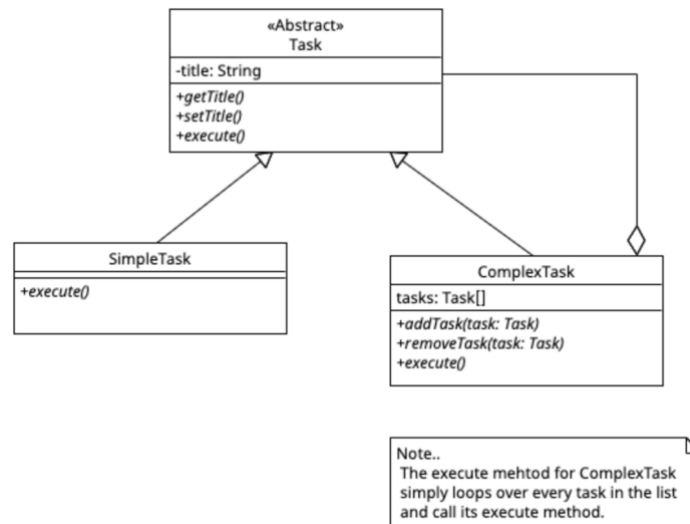 «Abstract»
Task
-title: String
+getTitle()
+setTitle()
+execute()
SimpleTask
+execute()
ComplexTask
tasks: Task[]
+addTask(task: Task)
+removeTask(task: Task)
+execute()
Note..
The execute mehtod for ComplexTask
simply loops over every task in the list
and call its execute method.